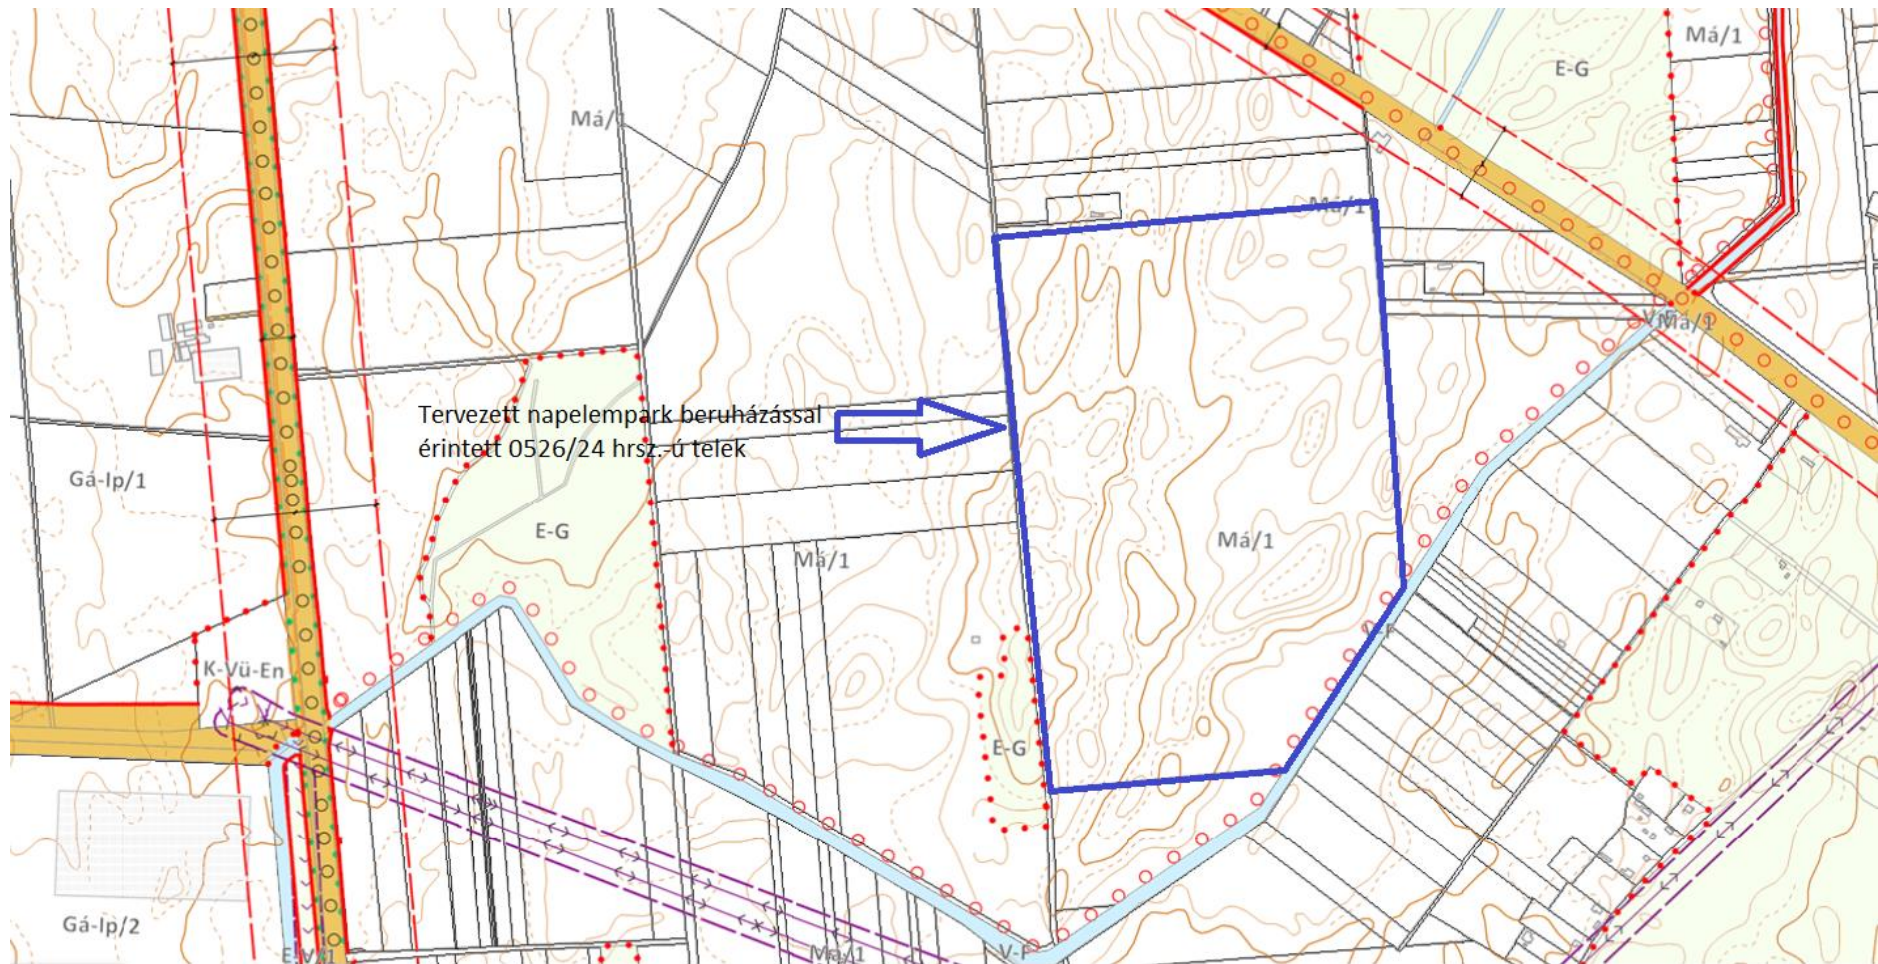 Má/1
E-G
Má/
Má/1
V-F
Má/1
Tervezett napelempark beruházással
érintett 0526/24 hrsz.-ú telek
Gá-Ip/1
E-G
Má/1
Má/1
V-F
K-Vü-En
E-G
Gá-Ip/2
Má/1
V-F